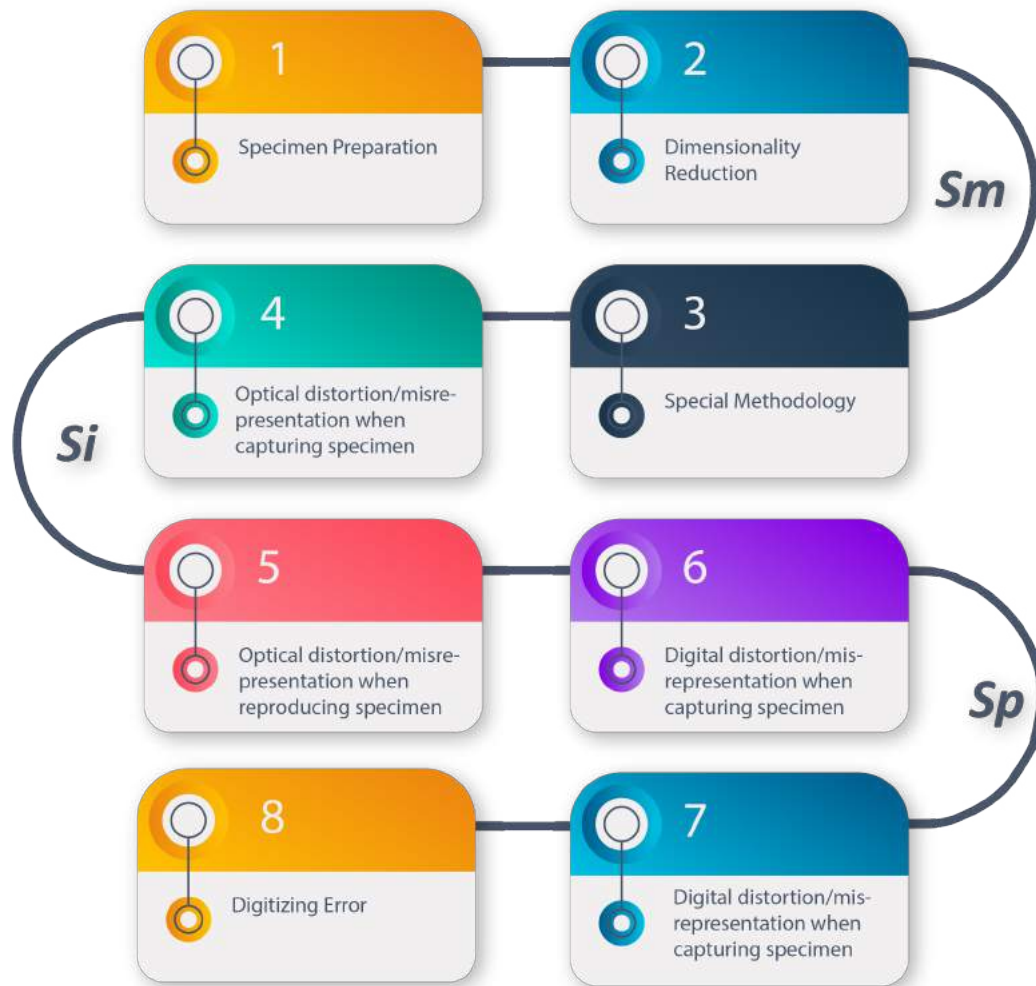 1
Specimen Preparation
2
Dimensionality
Reduction
Sm
3
Special Methodology
4
Optical distortion/misre-
presentation when
capturing specimen
Si
5
Optical distortion/misre-
presentation when
reproducing specimen
6
Digital distortion/mis-
representation when
capturing specimen
Sp
7
Digital distortion/mis-
representation when
capturing specimen
8
Digitizing Error